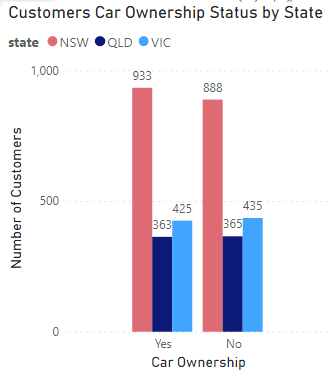 Customers Car Ownership Status by State
state NSW QLD VIC
1,000
933
888
500
363 425
365 435
0
Yes No
Car Ownership
Number of Customers